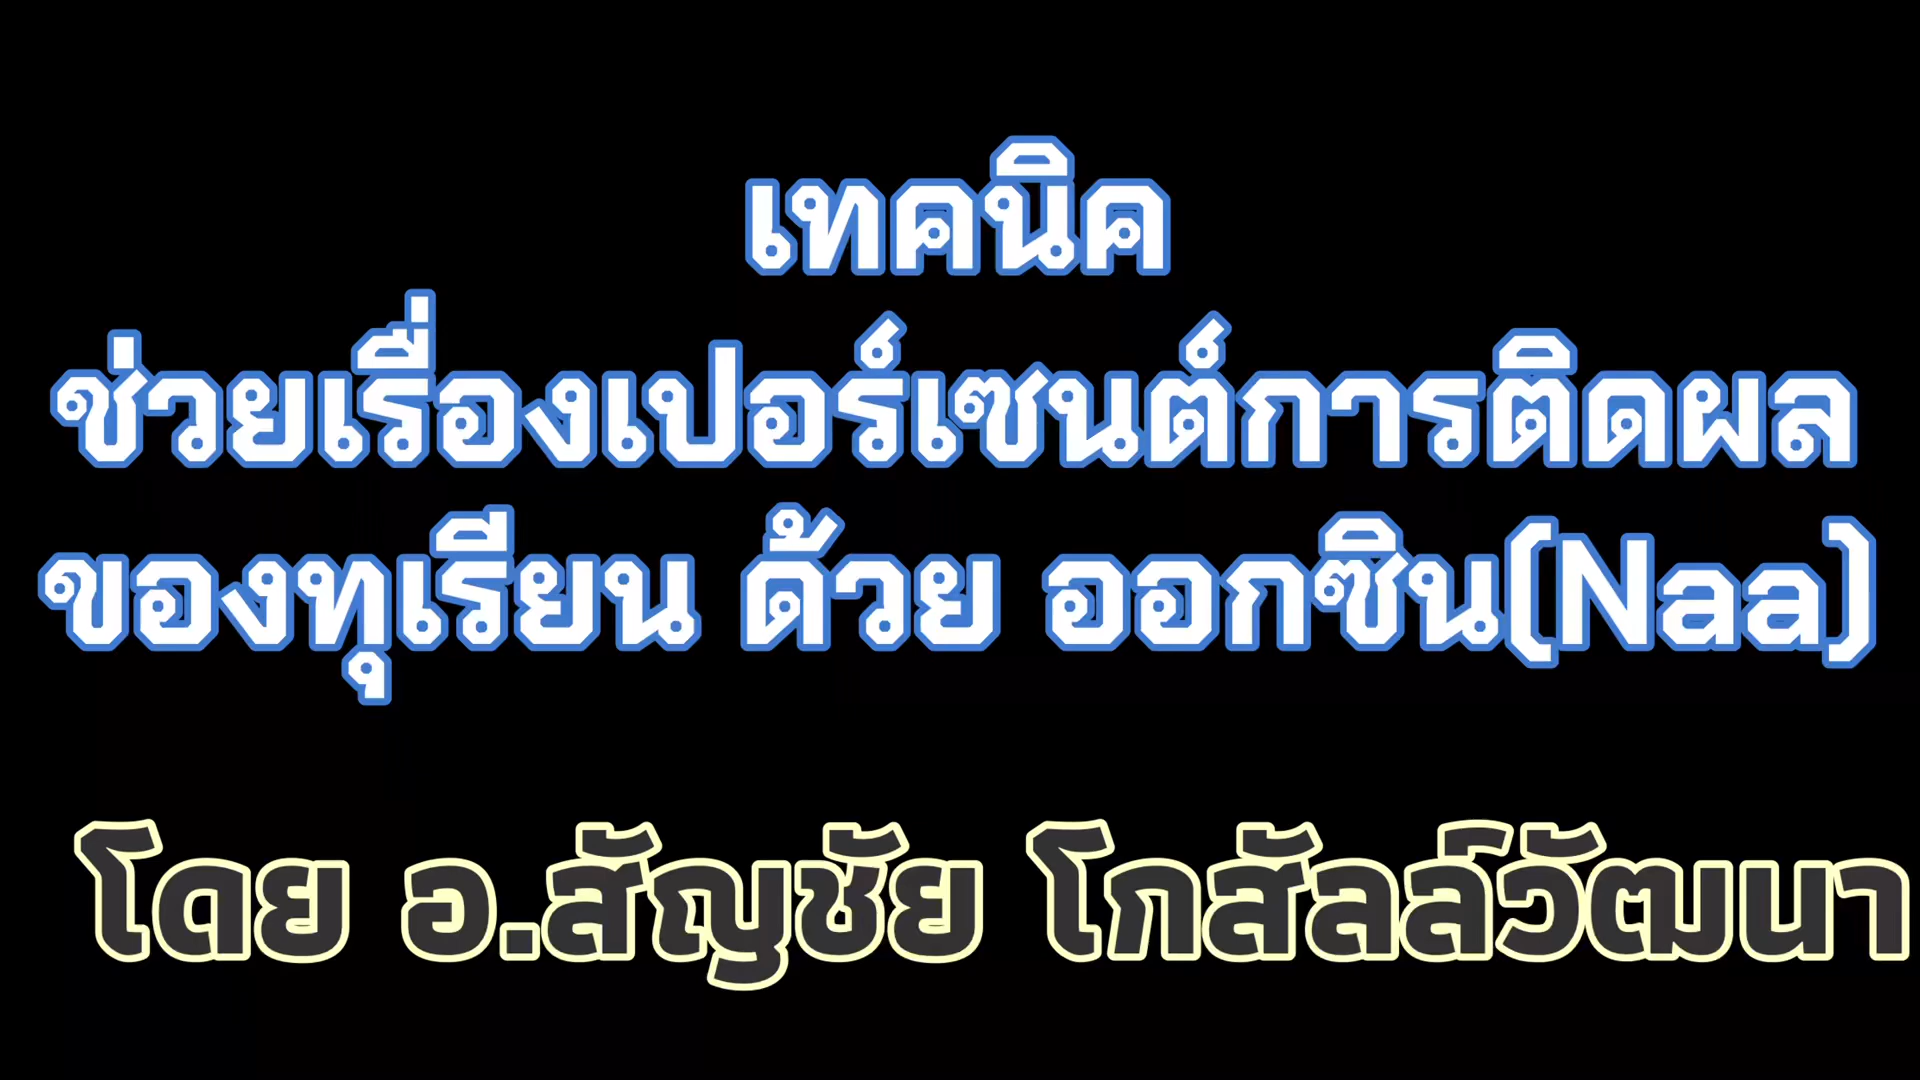 เทคนิค
ช่วยเรื่องเปอร์เซนต์การติดผล
ของทุเรียน ด้วย ออกซิน(Naa)
โดย อ.สัญชัย โกสัลล์วัฒนา